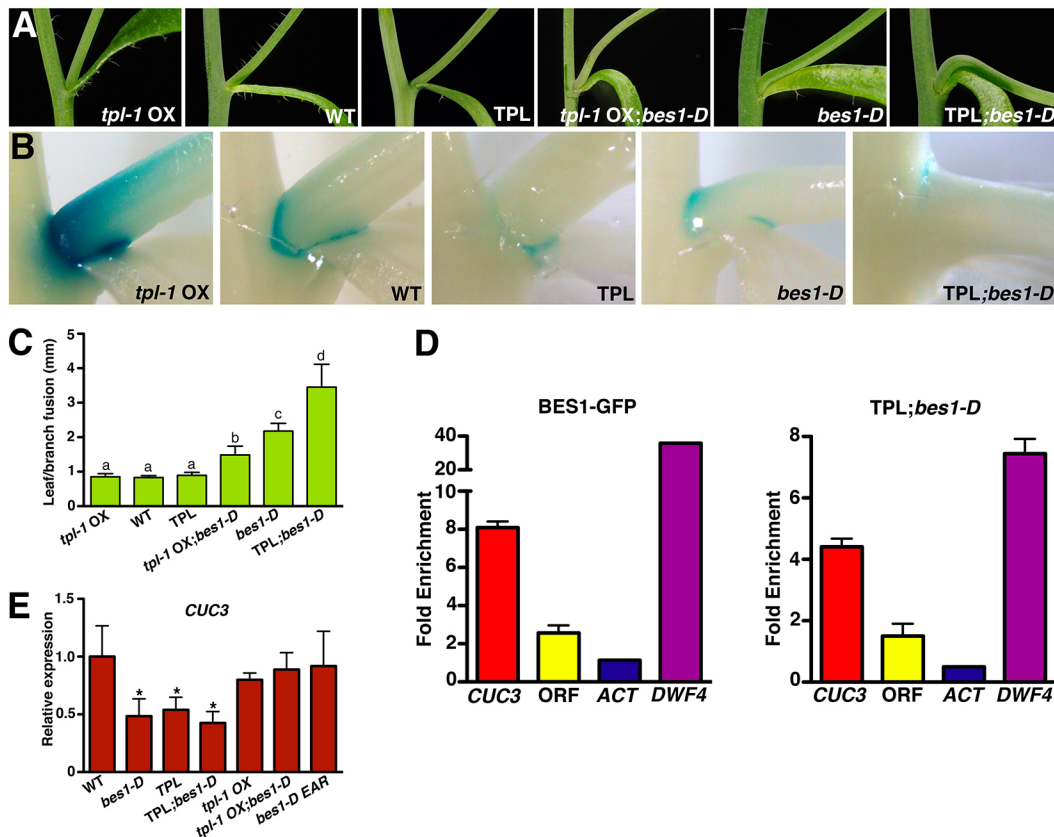 A
tpl-1 OX
WT
TPL
tpl-1 OX;bes1-D
bes1-D
TPL;bes1-D
B
tpl-1 OX
WT
TPL
bes1-D
TPL;bes1-D
C
Leaf/branch fusion (mm)
5
4
3
2
1
0
a
a
a
b
c
d
tpl-1 OX
WT
TPL
tpl-1 OX;bes1-D
bes1-D
TPL;bes1-D
D
BES1-GFP
Fold Enrichment
40
20
10
8
6
4
2
0
CUC3
ORF
ACT
DWF4
TPL;bes1-D
Fold Enrichment
8
6
4
2
0
CUC3
ORF
ACT
DWF4
E
CUC3
Relative expression
1.5
1.0
0.5
0
*
*
*
WT
bes1-D
TPL
TPL;bes1-D
tpl-1 OX
tpl-1 OX;bes1-D
bes1-D EAR